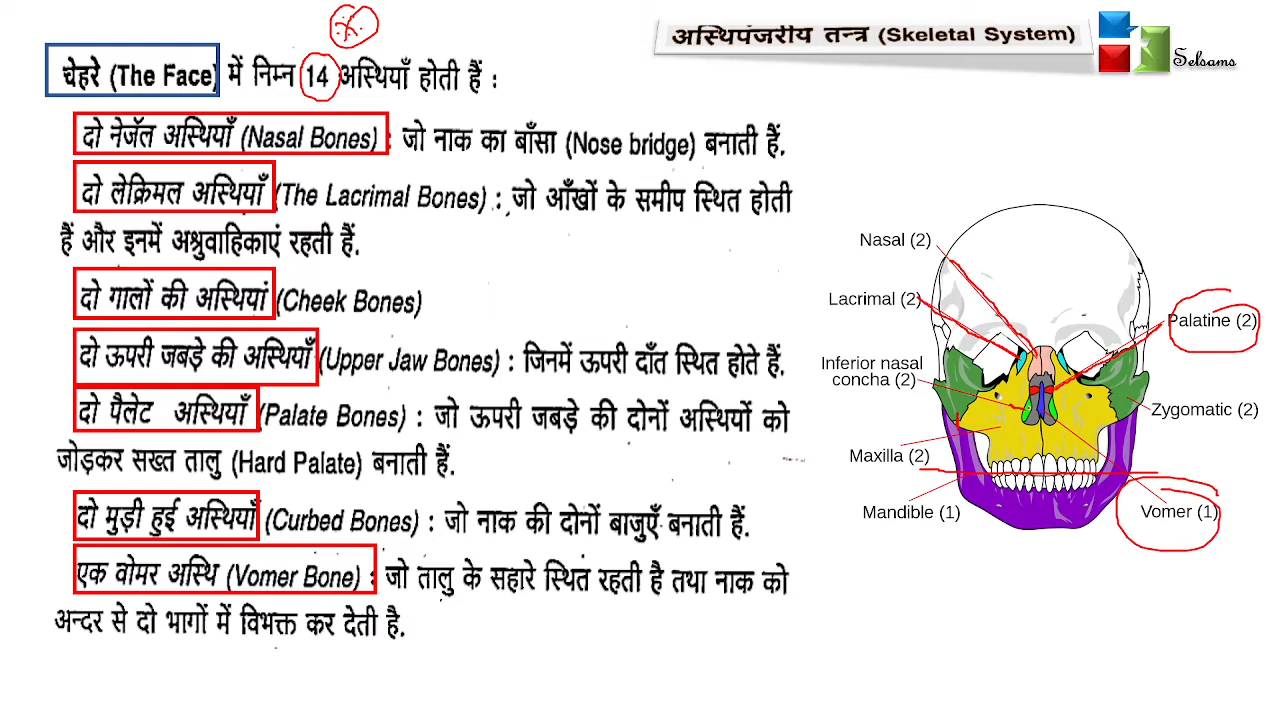 अस्थिपंजरीय तन्त्र (Skeletal System)
Selsams
चेहरे (The Face) में निम्न 14 अस्थियाँ होती हैं :
दो नेजॅल अस्थियाँ (Nasal Bones) : जो नाक का बाँसा (Nose bridge) बनाती हैं.
दो लेक्रिमल अस्थियाँ (The Lacrimal Bones) : जो आँखों के समीप स्थित होती
हैं और इनमें अश्रुवाहिकाएं रहती हैं.
दो गालों की अस्थियां (Cheek Bones)
दो ऊपरी जबड़े की अस्थियाँ (Upper Jaw Bones) : जिनमें ऊपरी दाँत स्थित होते हैं.
दो पैलेट अस्थियाँ (Palate Bones) : जो ऊपरी जबड़े की दोनों अस्थियों को
जोड़कर सख्त तालु (Hard Palate) बनाती हैं.
दो मुड़ी हुई अस्थियाँ (Curbed Bones) : जो नाक की दोनों बाजुएँ बनाती हैं.
एक वोमर अस्थि (Vomer Bone) : जो तालु के सहारे स्थित रहती है तथा नाक को
अन्दर से दो भागों में विभक्त कर देती है.
Nasal (2)
Lacrimal (2)
Inferior nasal
concha (2)
Maxilla (2)
Mandible (1)
Palatine (2)
Zygomatic (2)
Vomer (1)